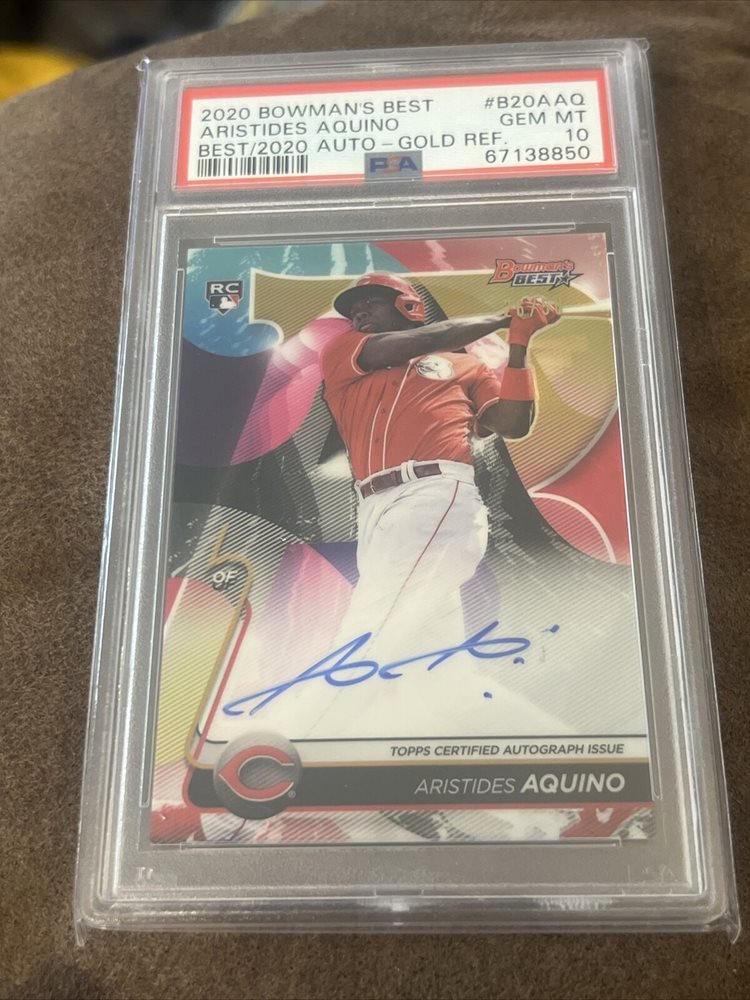 2020 BOWMAN'S BEST #B20AAQ
ARISTIDES AQUINO GEM MT
BEST/2020 AUTO-GOLD REF. 10
PSA 67138850
RC
Bowman's
BEST
OF
TOPPS CERTIFIED AUTOGRAPH ISSUE
C
ARISTIDES AQUINO